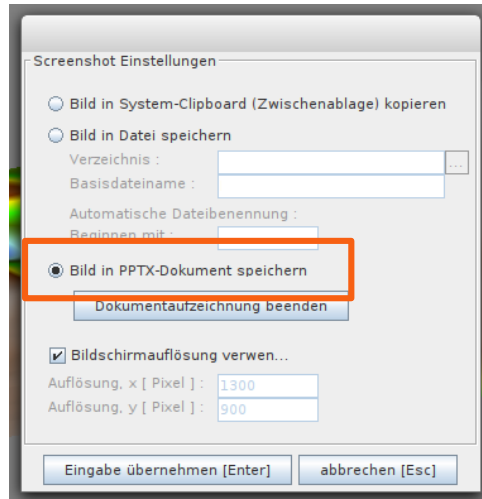 Screenshot Einstellungen
Bild in System-Clipboard (Zwischenablage) kopieren
Bild in Datei speichern
Verzeichnis :
...
Basisdateiname :
Automatische Dateibenennung :
Beginnen mit :
Bild in PPTX-Dokument speichern
Dokumentaufzeichnung beenden
Bildschirmauflösung verwen...
Auflösung, x [ Pixel ] : 1300
Auflösung, y [ Pixel ] : 900
Eingabe übernehmen [Enter] abbrechen [Esc]